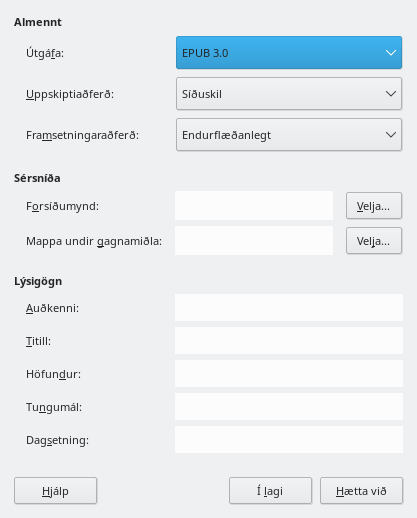 Almennt
Útgáfa: EPUB 3.0
Uppskiptiaðferð: Síðuskil
Framsetningaraðferð: Endurflæðanlegt
Sérsníða
Forsíðumynd: Velja...
Mappa undir gagnamiðla: Velja...
Lýsigögn
Auðkenni:
Titill:
Höfundur:
Tungumál:
Dagsetning:
Hjálp Í lagi Hætta við